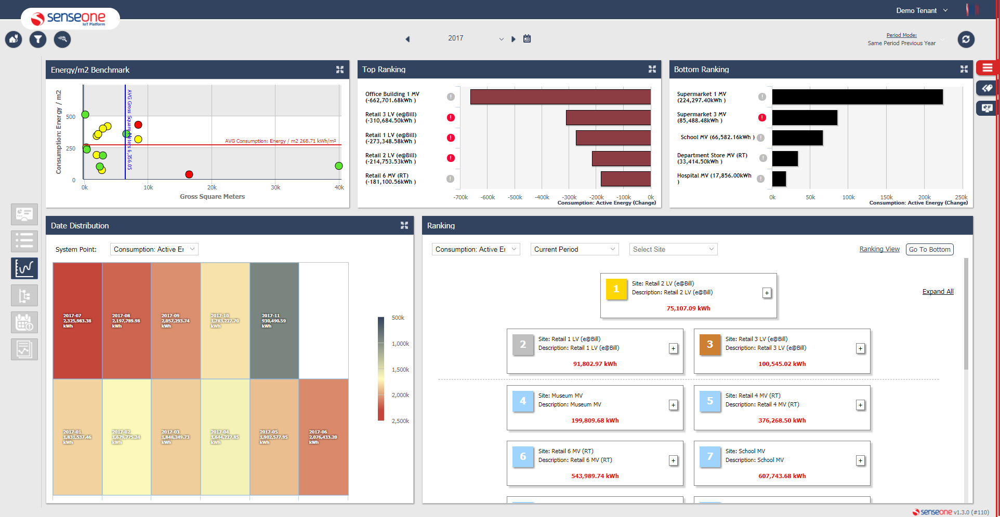 senseone
IoT Platform
Demo Tenant
2017
Period Mode:
Same Period Previous Year
Energy/m2 Benchmark
Consumption: Energy / m2
500
250
0
AVG Gross Square Meters 6,356.05
AVG Consumption: Energy / m2 268.71 kWh/m²
0k
10k
20k
30k
40k
Gross Square Meters
Top Ranking
Office Building 1 MV
(-662,701.68kWh )
Retail 3 LV (e@Bill)
(-310,684.50kWh )
Retail 1 LV (e@Bill)
(-273,348.58kWh )
Retail 2 LV (e@Bill)
(-214,753.53kWh )
Retail 6 MV (RT)
(-181,100.56kWh )
-700k
-600k
-500k
-400k
-300k
-200k
-100k
0k
Consumption: Active Energy (Change)
Bottom Ranking
Supermarket 1 MV
(224,297.40kWh )
Supermarket 3 MV
(85,488.48kWh )
School MV (66,582.16kWh )
Department Store MV (RT)
(33,414.50kWh )
Hospital MV (17,856.00kWh
)
0k
50k
100k
150k
200k
250k
Consumption: Active Energy (Change)
Date Distribution
System Point:
Consumption: Active Er
2017-07
2,325,983.38
kWh
2017-08
2,197,789.98
kWh
2017-09
2,057,293.74
kWh
2017-10
1,783,227.70
kWh
2017-11
930,490.59
kWh
2017-01
1,831,537.46
kWh
2017-02
1,679,775.24
kWh
2017-03
1,848,249.73
kWh
2017-04
1,644,227.85
kWh
2017-05
1,902,577.95
kWh
2017-06
2,076,433.20
kWh
500k
1,000k
1,500k
2,000k
2,500k
Ranking
Consumption: Active Er
Current Period
Select Site
Ranking View
Go To Bottom
Expand All
1
Site: Retail 2 LV (e@Bill)
Description: Retail 2 LV (e@Bill)
+
75,107.09 kWh
2
Site: Retail 1 LV (e@Bill)
Description: Retail 1 LV (e@Bill)
+
91,802.97 kWh
3
Site: Retail 3 LV (e@Bill)
Description: Retail 3 LV (e@Bill)
+
100,545.02 kWh
4
Site: Museum MV
Description: Museum MV
+
199,809.68 kWh
5
Site: Retail 4 MV (RT)
Description: Retail 4 MV (RT)
+
376,268.50 kWh
6
Site: Retail 6 MV (RT)
Description: Retail 6 MV (RT)
+
543,989.74 kWh
7
Site: School MV
Description: School MV
+
607,743.68 kWh
senseone v1.3.0 (#110)